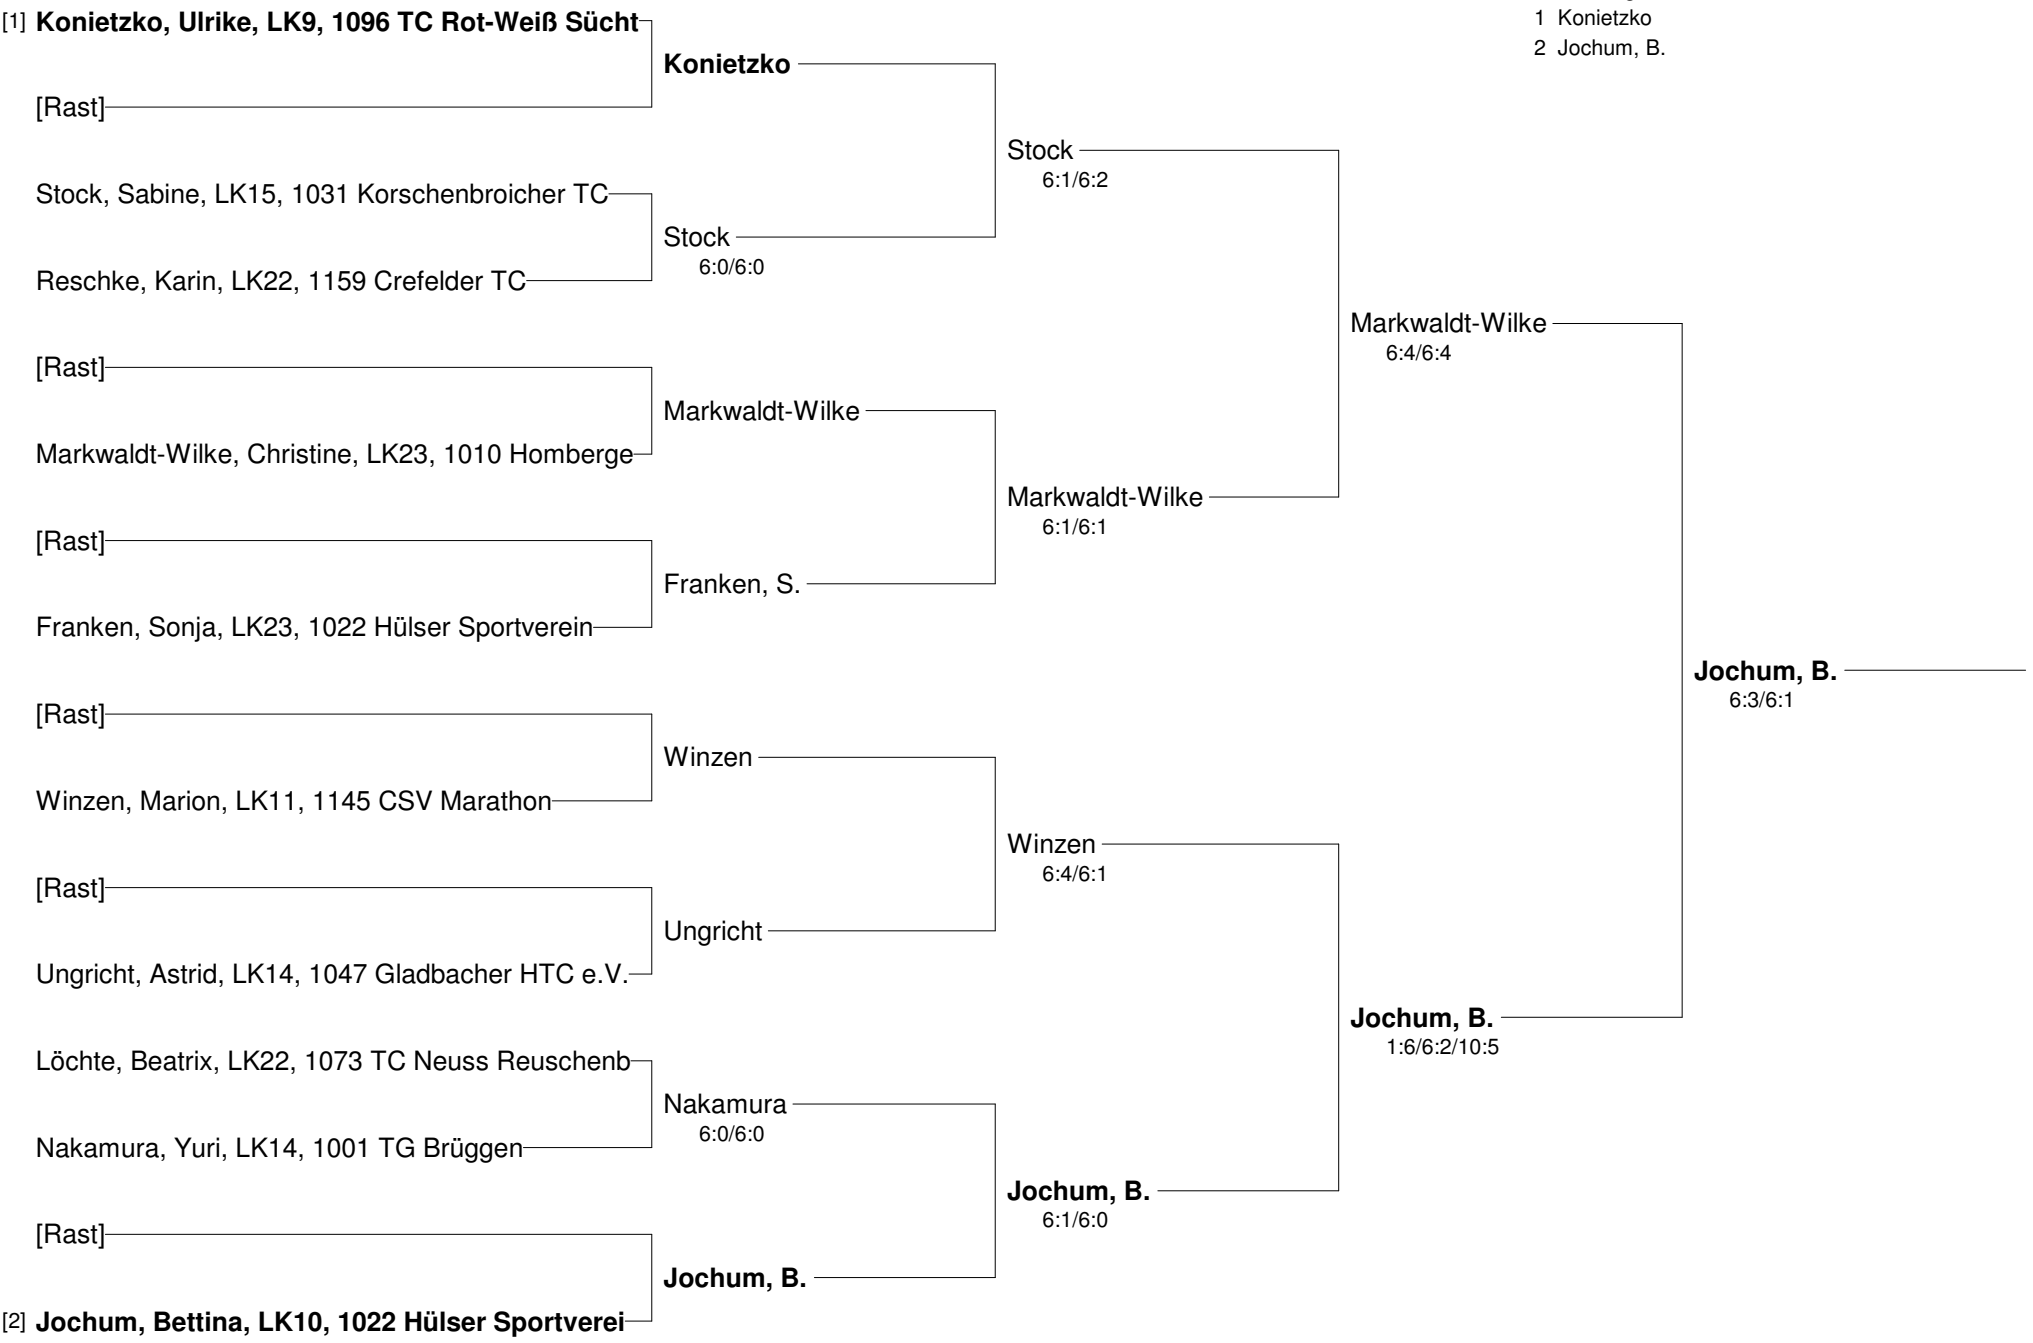 1 Konietzko
2 Jochum, B.
[1] Konietzko, Ulrike, LK9, 1096 TC Rot-Weiß Sücht
Konietzko
[Rast]
Stock
6:1/6:2
Stock, Sabine, LK15, 1031 Korschenbroicher TC
Stock
6:0/6:0
Reschke, Karin, LK22, 1159 Crefelder TC
Markwaldt-Wilke
6:4/6:4
[Rast]
Markwaldt-Wilke
Markwaldt-Wilke, Christine, LK23, 1010 Homberge
Markwaldt-Wilke
6:1/6:1
[Rast]
Franken, S.
Franken, Sonja, LK23, 1022 Hülser Sportverein
Jochum, B.
6:3/6:1
[Rast]
Winzen
Winzen, Marion, LK11, 1145 CSV Marathon
Winzen
6:4/6:1
[Rast]
Ungricht
Ungricht, Astrid, LK14, 1047 Gladbacher HTC e.V.
Jochum, B.
1:6/6:2/10:5
Löchte, Beatrix, LK22, 1073 TC Neuss Reuschenb
Nakamura
6:0/6:0
Nakamura, Yuri, LK14, 1001 TG Brüggen
Jochum, B.
6:1/6:0
[Rast]
Jochum, B.
[2] Jochum, Bettina, LK10, 1022 Hülser Sportverei